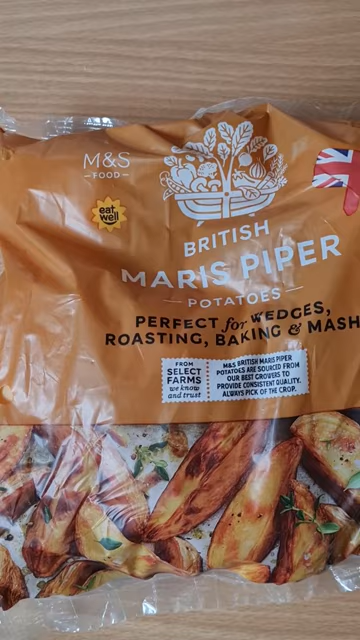 M&S
FOOD
eat
well
BRITISH
MARIS PIPER
POTATOES
PERFECT for WEDGES,
ROASTING, BAKING & MASH
FROM
SELECT
FARMS
we know
and trust
M&S BRITISH MARIS PIPER
POTATOES ARE SOURCED FROM
OUR BEST GROWERS TO
PROVIDE CONSISTENT QUALITY.
ALWAYS PICK OF THE CROP.